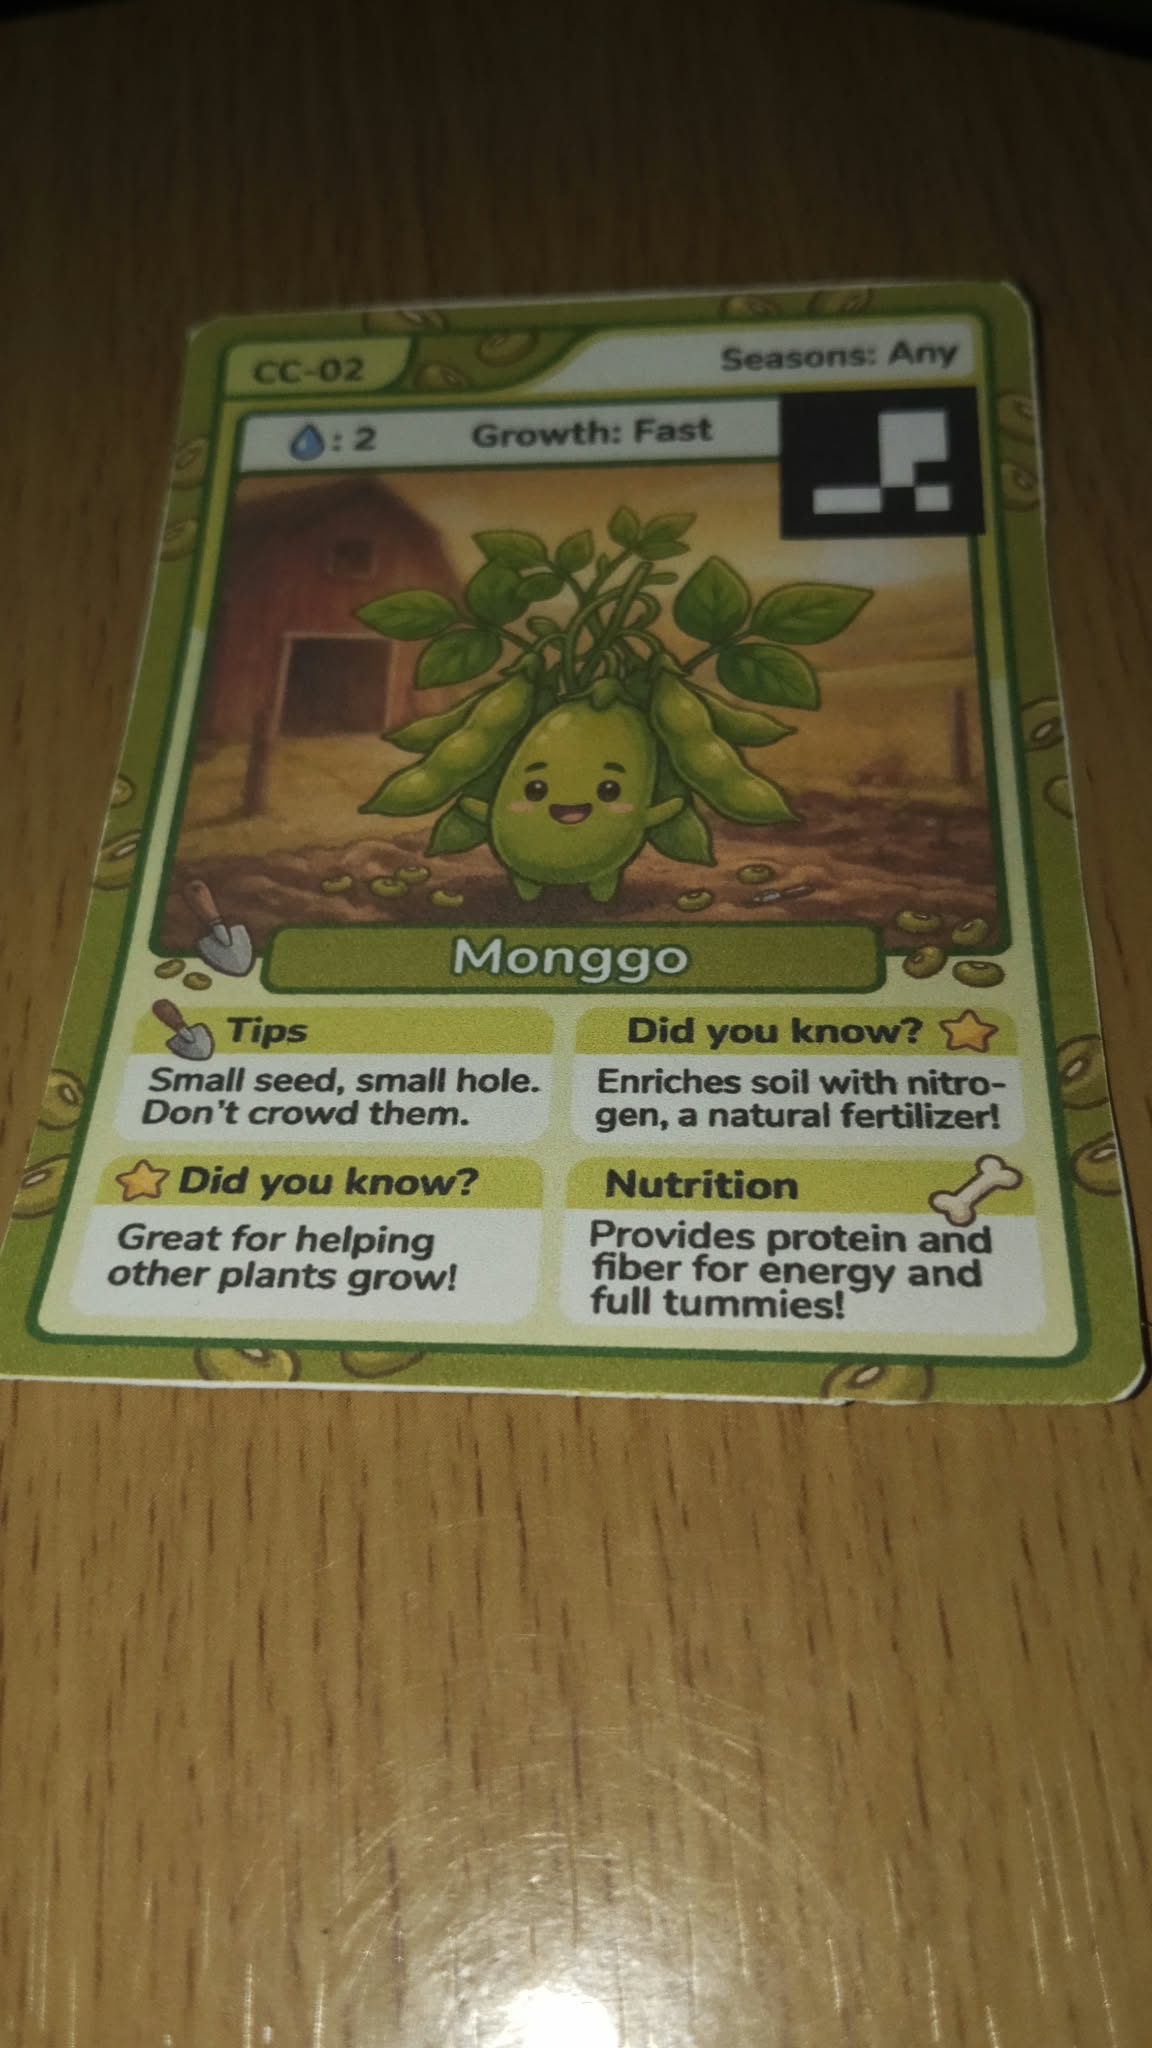 CC-02
Seasons: Any
: 2
Growth: Fast
Monggo
Tips
Small seed, small hole.
Don't crowd them.
Did you know?
Enriches soil with nitro-
gen, a natural fertilizer!
Did you know?
Great for helping
other plants grow!
Nutrition
Provides protein and
fiber for energy and
full tummies!